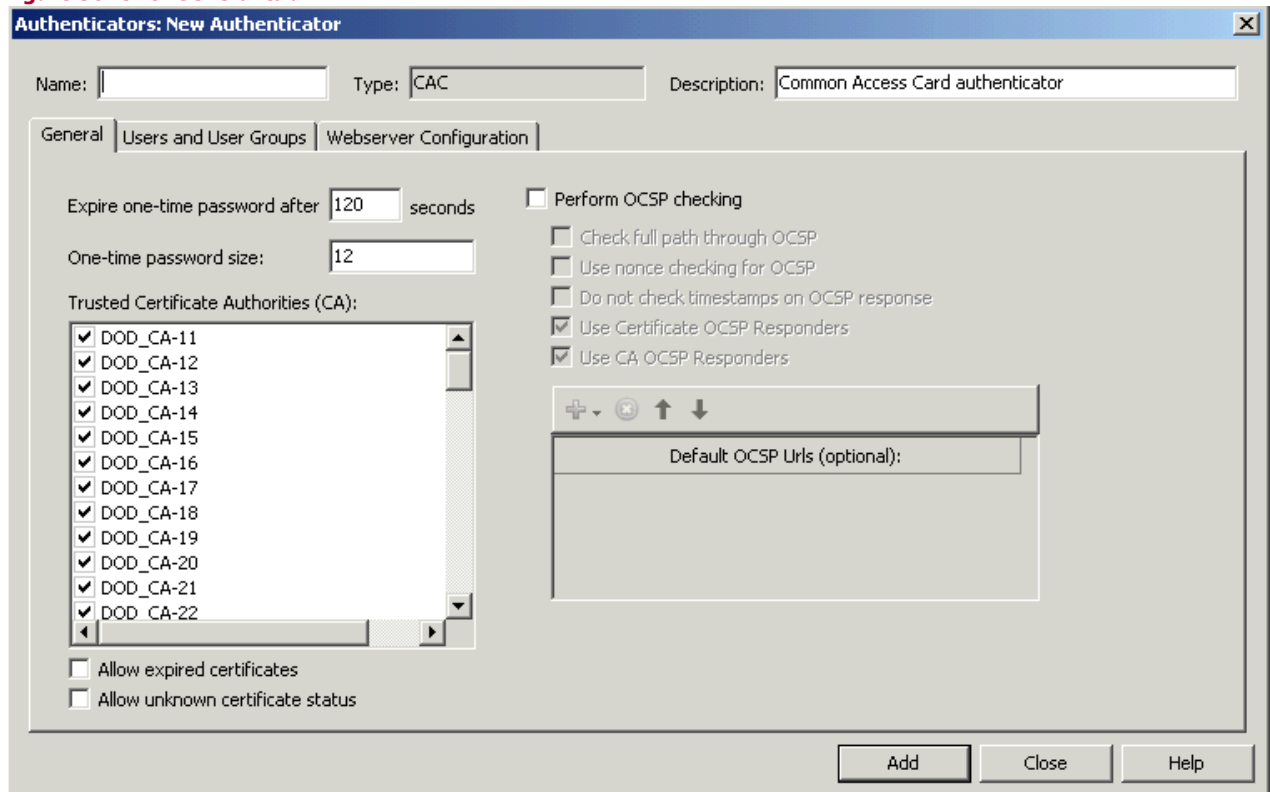 Authenticators: New Authenticator
Name:
Type: CAC
Description: Common Access Card authenticator
General
Users and User Groups
Webserver Configuration
Expire one-time password after 120 seconds
One-time password size: 12
Trusted Certificate Authorities (CA):
DOD_CA-11
DOD_CA-12
DOD_CA-13
DOD_CA-14
DOD_CA-15
DOD_CA-16
DOD_CA-17
DOD_CA-18
DOD_CA-19
DOD_CA-20
DOD_CA-21
DOD_CA-22
Allow expired certificates
Allow unknown certificate status
Perform OCSP checking
Check full path through OCSP
Use nonce checking for OCSP
Do not check timestamps on OCSP response
Use Certificate OCSP Responders
Use CA OCSP Responders
Default OCSP Urls (optional):
Add
Close
Help